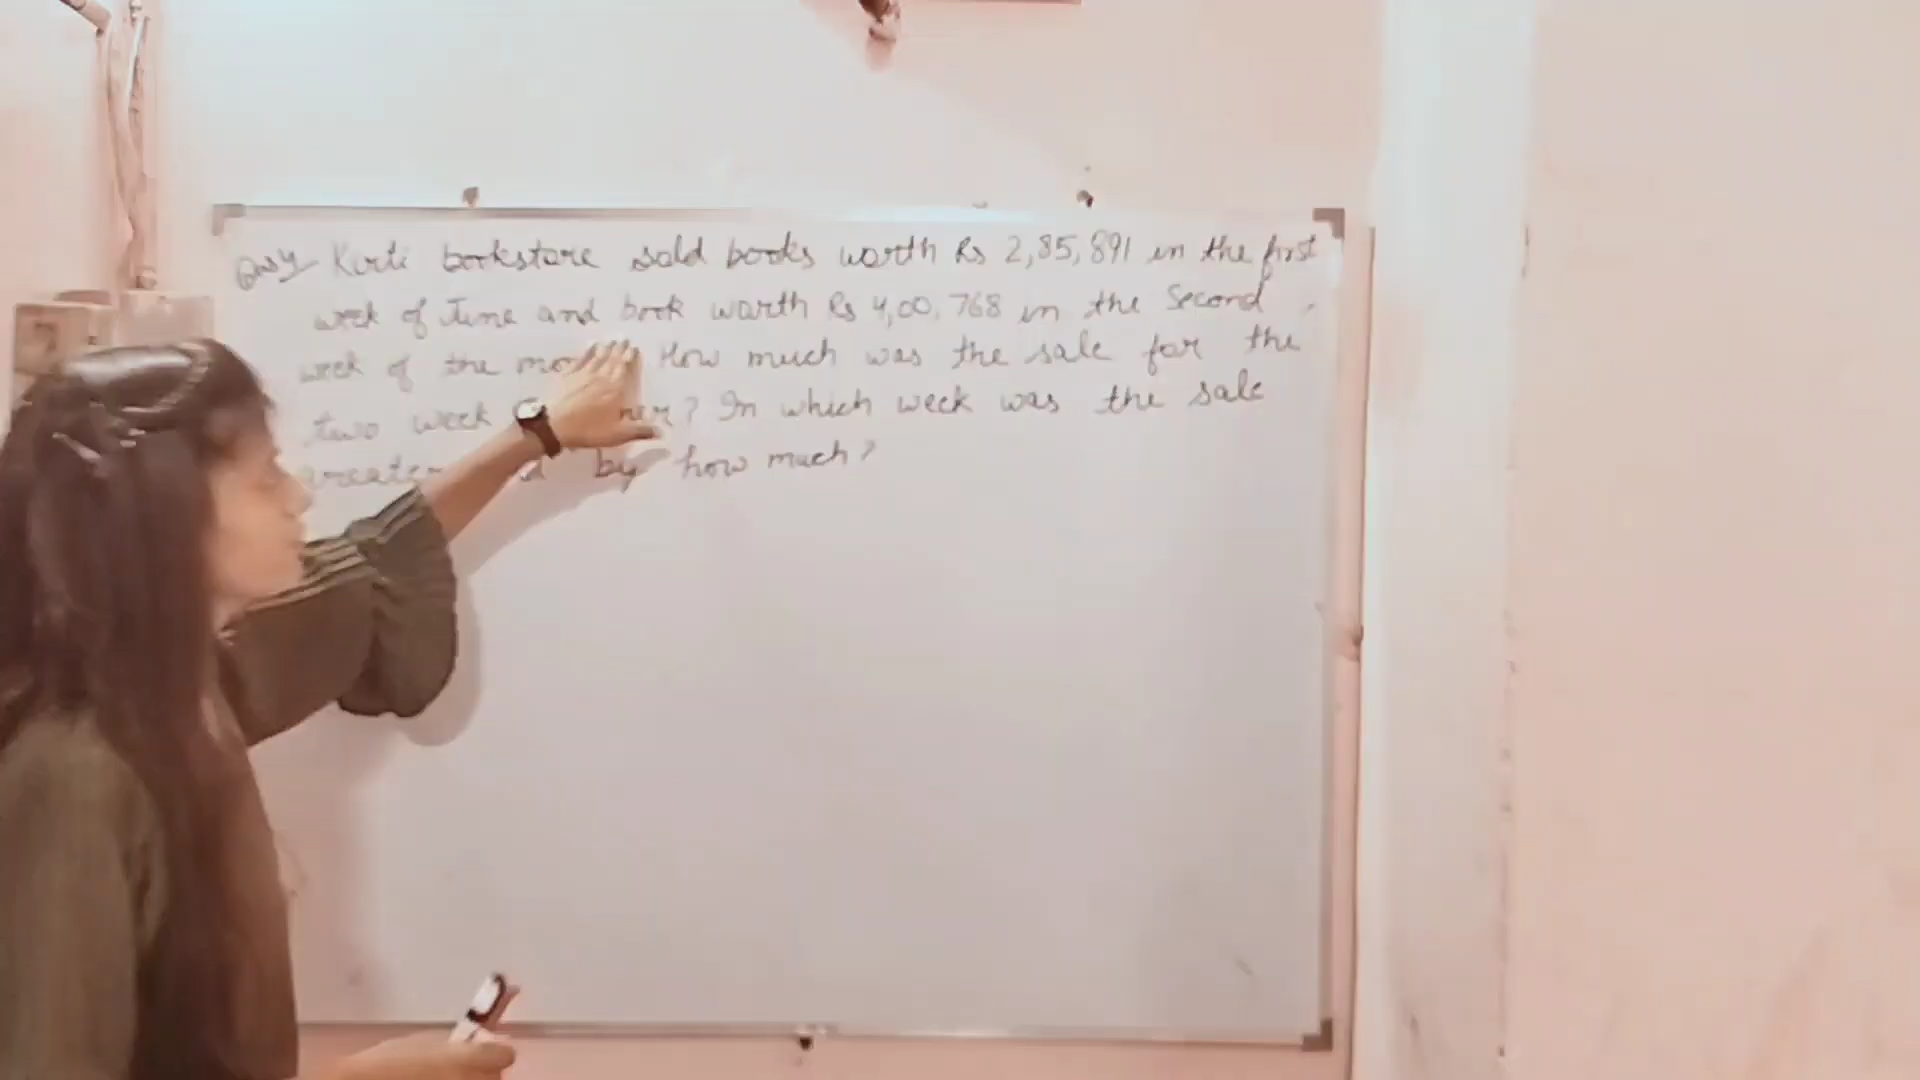 Kirti bookstore sold books worth Rs 2,85,891 in the first
week of June and book worth Rs 4,00,768 in the Second
week of the How much was the sale for the
two week ? In which week was the sale
by how much?